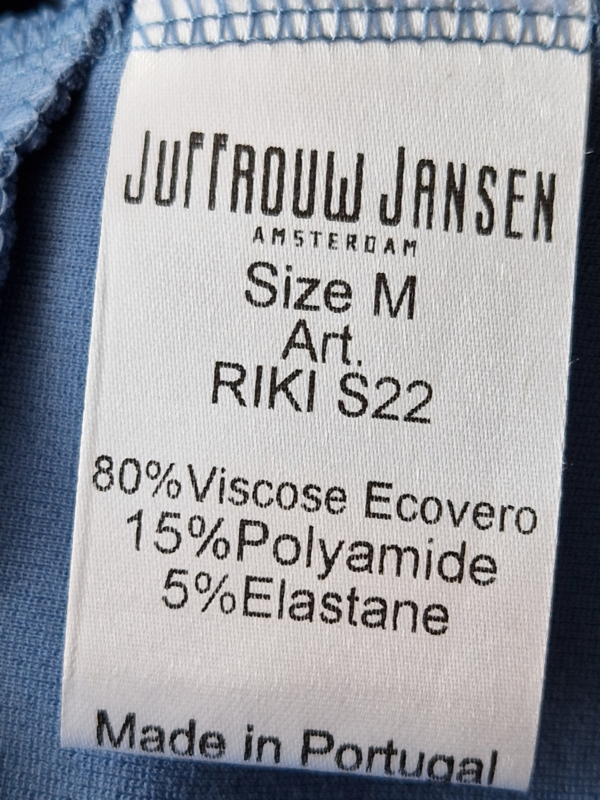 JUFFROUW JANSEN
AMSTERDAM
Size M
Art.
RIKI S22
80%Viscose Ecovero
15%Polyamide
5%Elastane
Made in Portugal